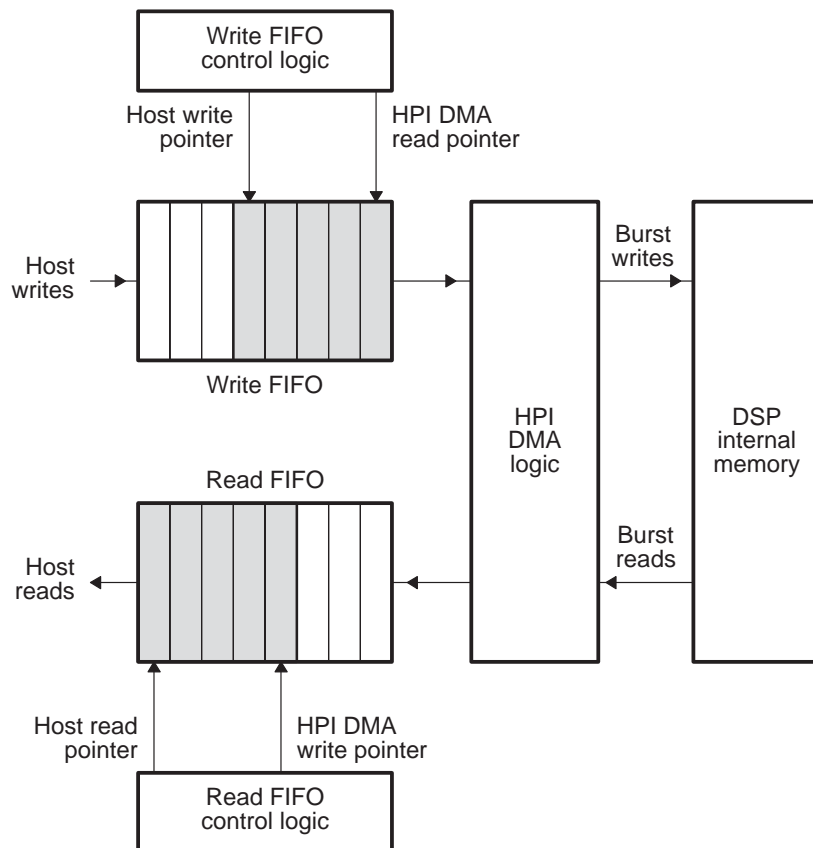 Write FIFO
control logic
Host write
pointer
HPI DMA
read pointer
Host
writes
Burst
writes
Write FIFO
HPI
DMA
logic
DSP
internal
memory
Read FIFO
Host
reads
Burst
reads
Host read
pointer
HPI DMA
write pointer
Read FIFO
control logic